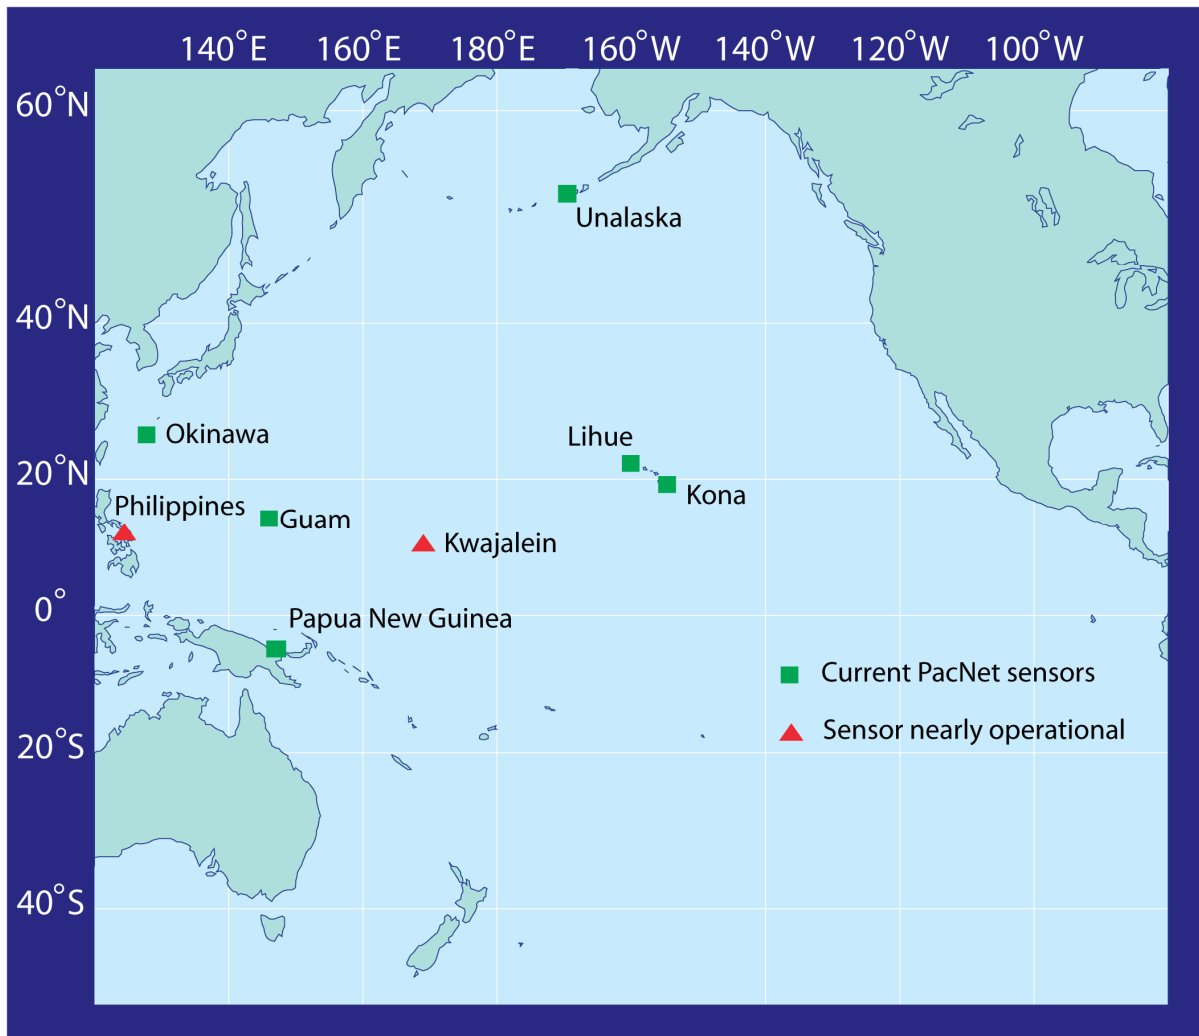 140°E 160°E 180°E 160°W 140°W 120°W 100°W
60°N
Unalaska
40°N
Okinawa
Lihue
20°N
Kona
Philippines
Guam
Kwajalein
0°
Papua New Guinea
Current PacNet sensors
Sensor nearly operational
20°S
40°S